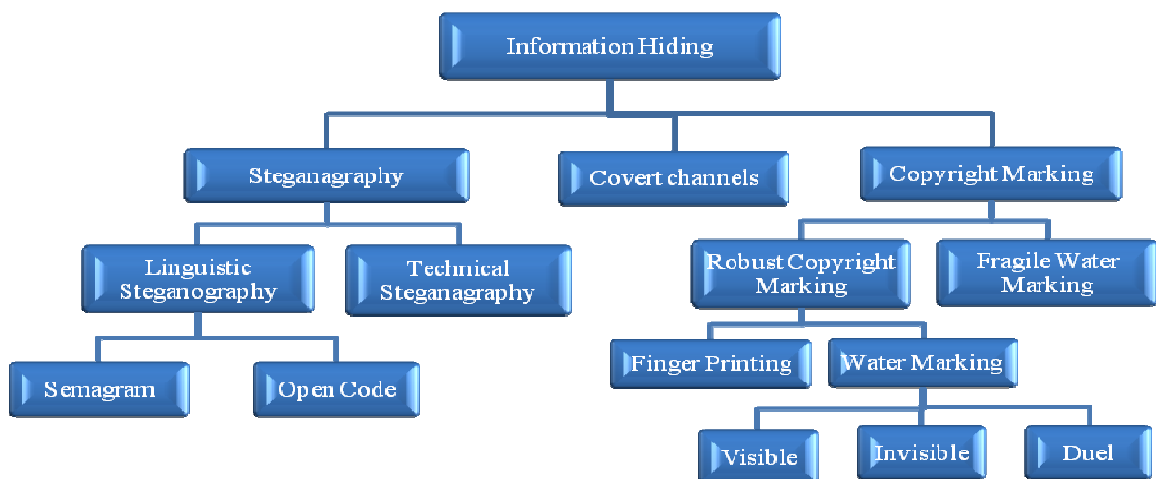 Information Hiding
Steganagraphy
Covert channels
Copyright Marking
Linguistic
Steganography
Technical
Steganagraphy
Robust Copyright
Marking
Fragile Water
Marking
Semagram
Open Code
Finger Printing
Water Marking
Visible
Invisible
Duel